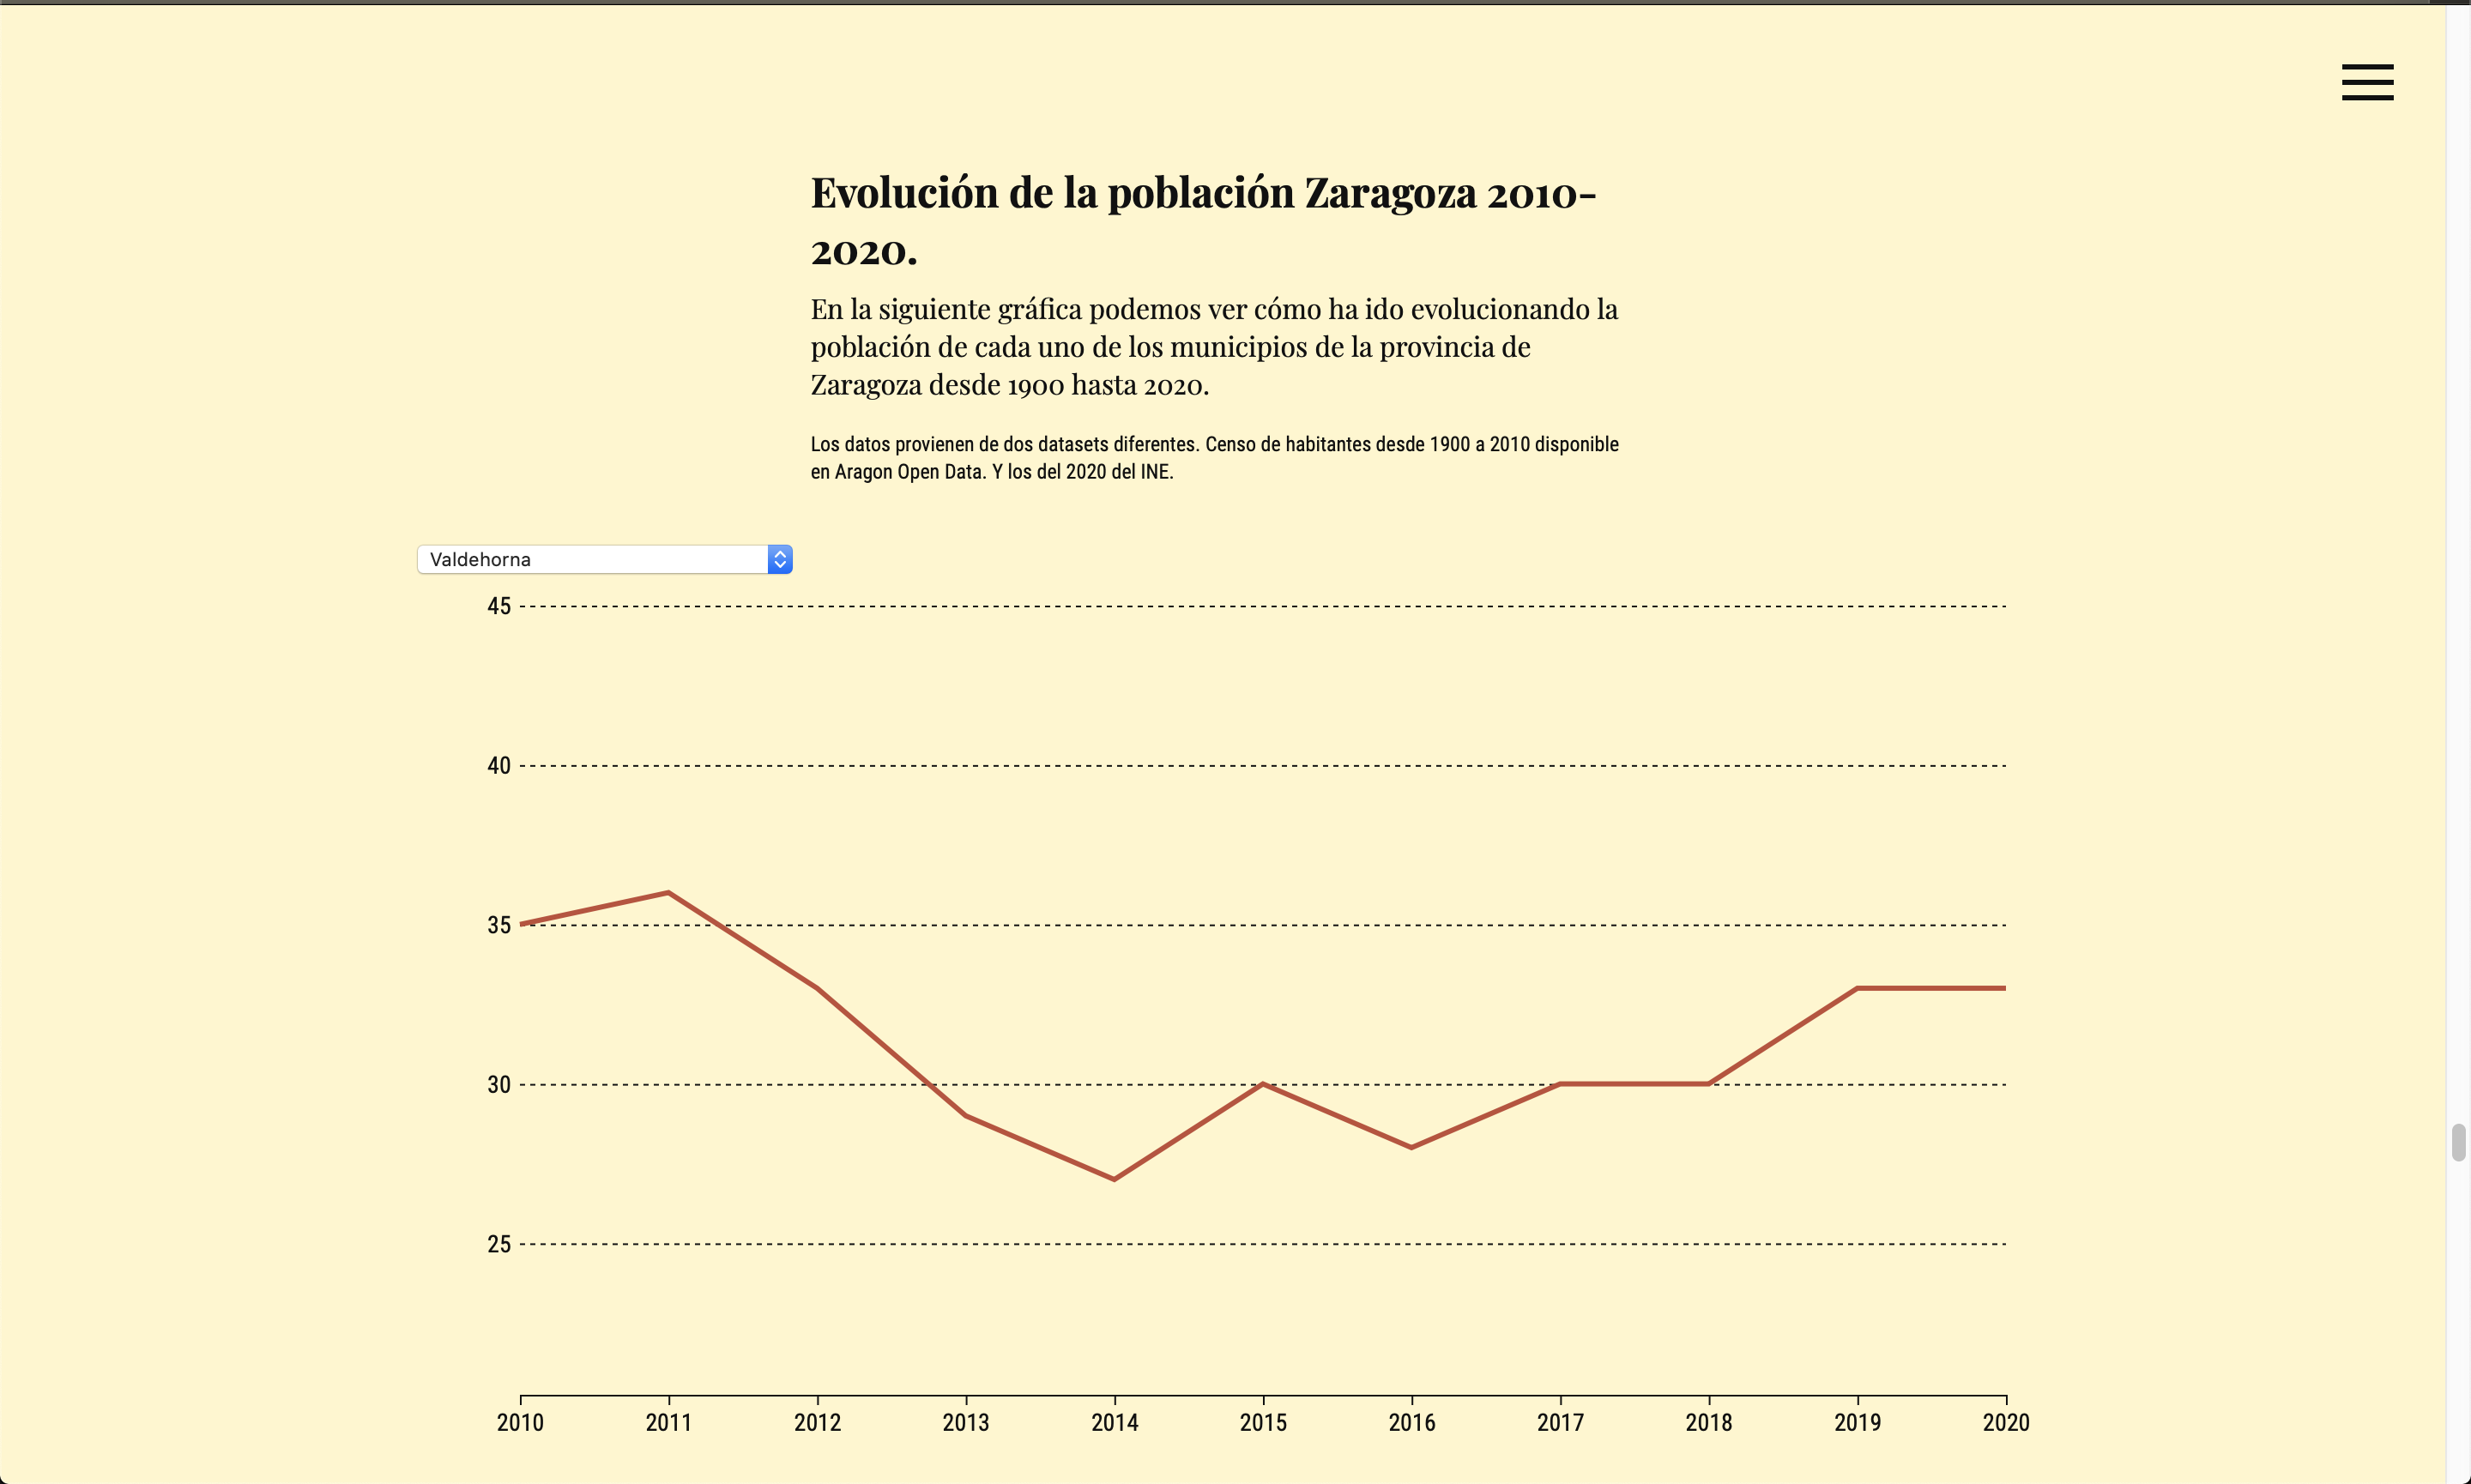 Evolución de la población Zaragoza 2010-
2020.
En la siguiente gráfica podemos ver cómo ha ido evolucionando la
población de cada uno de los municipios de la provincia de
Zaragoza desde 1900 hasta 2020.
Los datos provienen de dos datasets diferentes. Censo de habitantes desde 1900 a 2010 disponible
en Aragon Open Data. Y los del 2020 del INE.
Valdehorna
45
40
35
30
25
2010 2011 2012 2013 2014 2015 2016 2017 2018 2019 2020